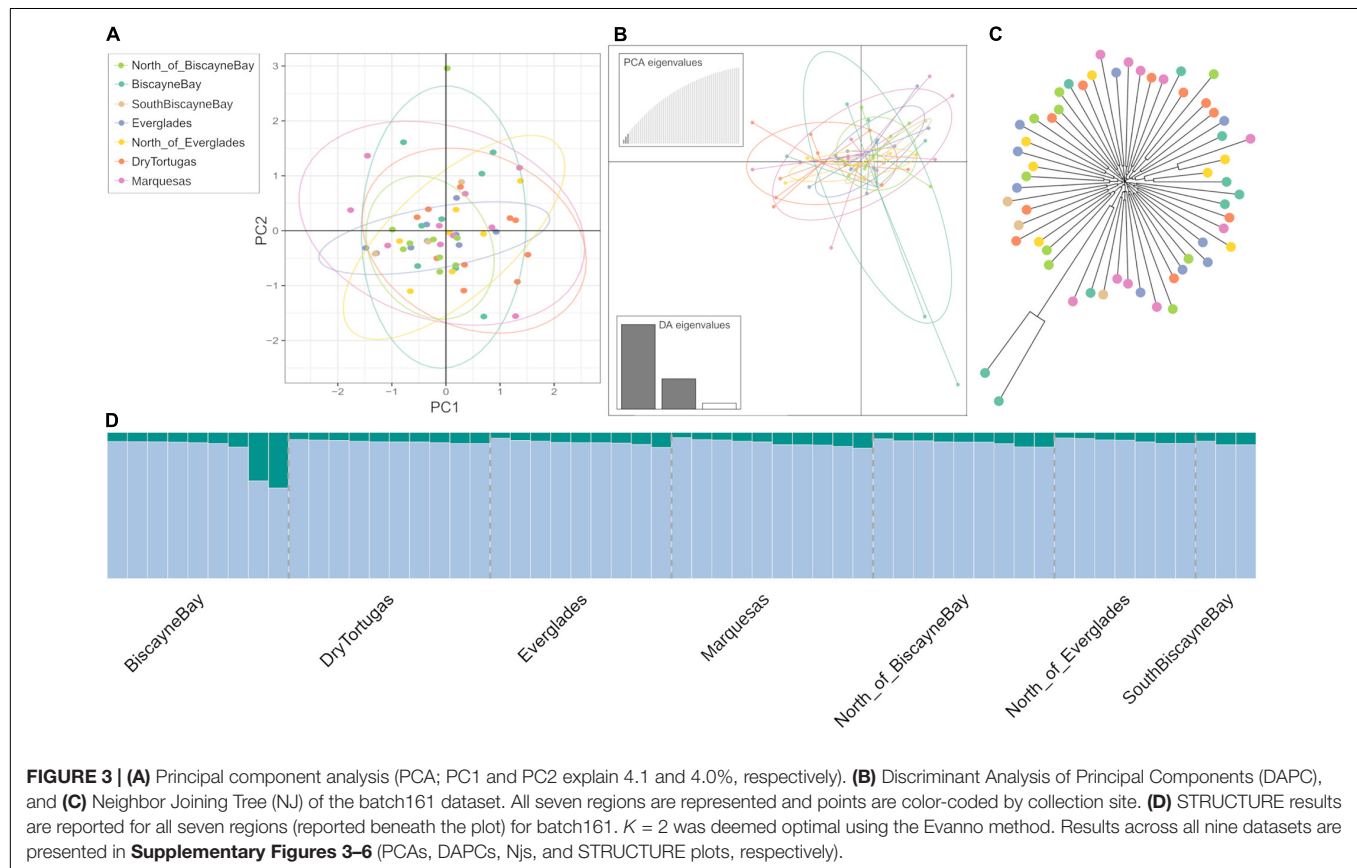 A
B
C
North_of_BiscayneBay
BiscayneBay
SouthBiscayneBay
Everglades
North_of_Everglades
DryTortugas
Marquesas
3
2
1
0
−1
−2
PC2
−2
−1
0
1
2
PC1
PCA eigenvalues
DA eigenvalues
D
BiscayneBay
DryTortugas
Everglades
Marquesas
North_of_BiscayneBay
North_of_Everglades
SouthBiscayneBay
FIGURE 3 | (A) Principal component analysis (PCA; PC1 and PC2 explain 4.1 and 4.0%, respectively). (B) Discriminant Analysis of Principal Components (DAPC),
and (C) Neighbor Joining Tree (NJ) of the batch161 dataset. All seven regions are represented and points are color-coded by collection site. (D) STRUCTURE results
are reported for all seven regions (reported beneath the plot) for batch161. K = 2 was deemed optimal using the Evanno method. Results across all nine datasets are
presented in Supplementary Figures 3–6 (PCAs, DAPCs, Njs, and STRUCTURE plots, respectively).